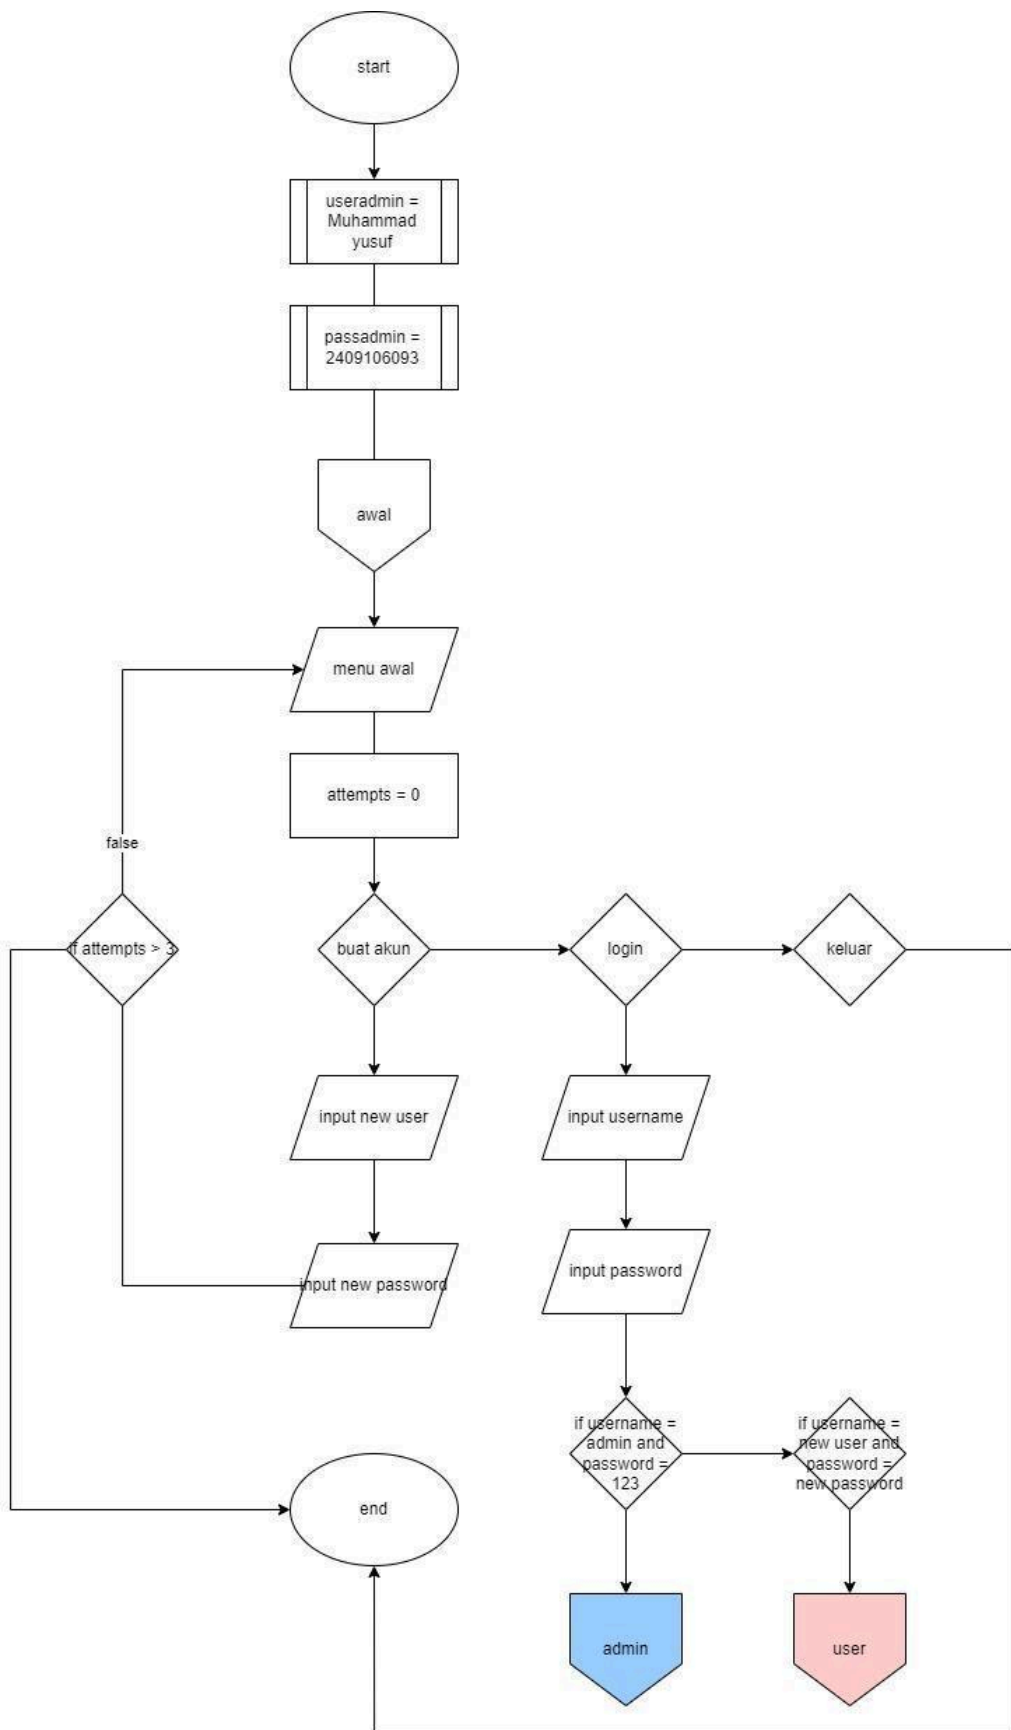 start
useradmin =
Muhammad
yusuf
passadmin =
2409106093
awal
menu awal
attempts = 0
false
if attempts > 3
buat akun
login
keluar
input new user
input username
input new password
input password
if username =
admin and
password =
123
if username =
new user and
password =
new password
end
admin
user